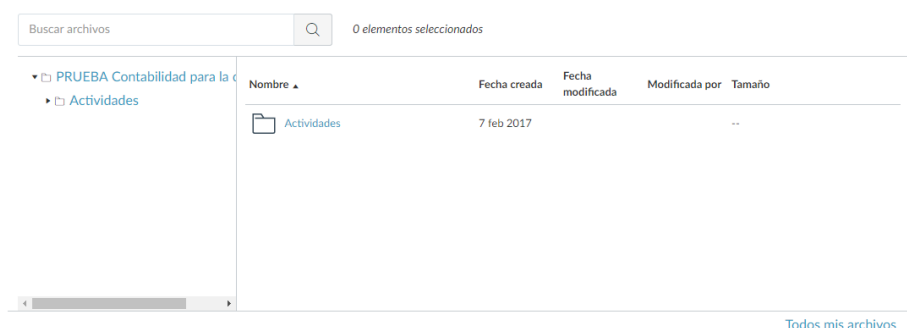 Buscar archivos
0 elementos seleccionados
PRUEBA Contabilidad para la
Actividades
Nombre
Fecha creada
Fecha modificada
Modificada por
Tamaño
Actividades
7 feb 2017
--
Todos mis archivos